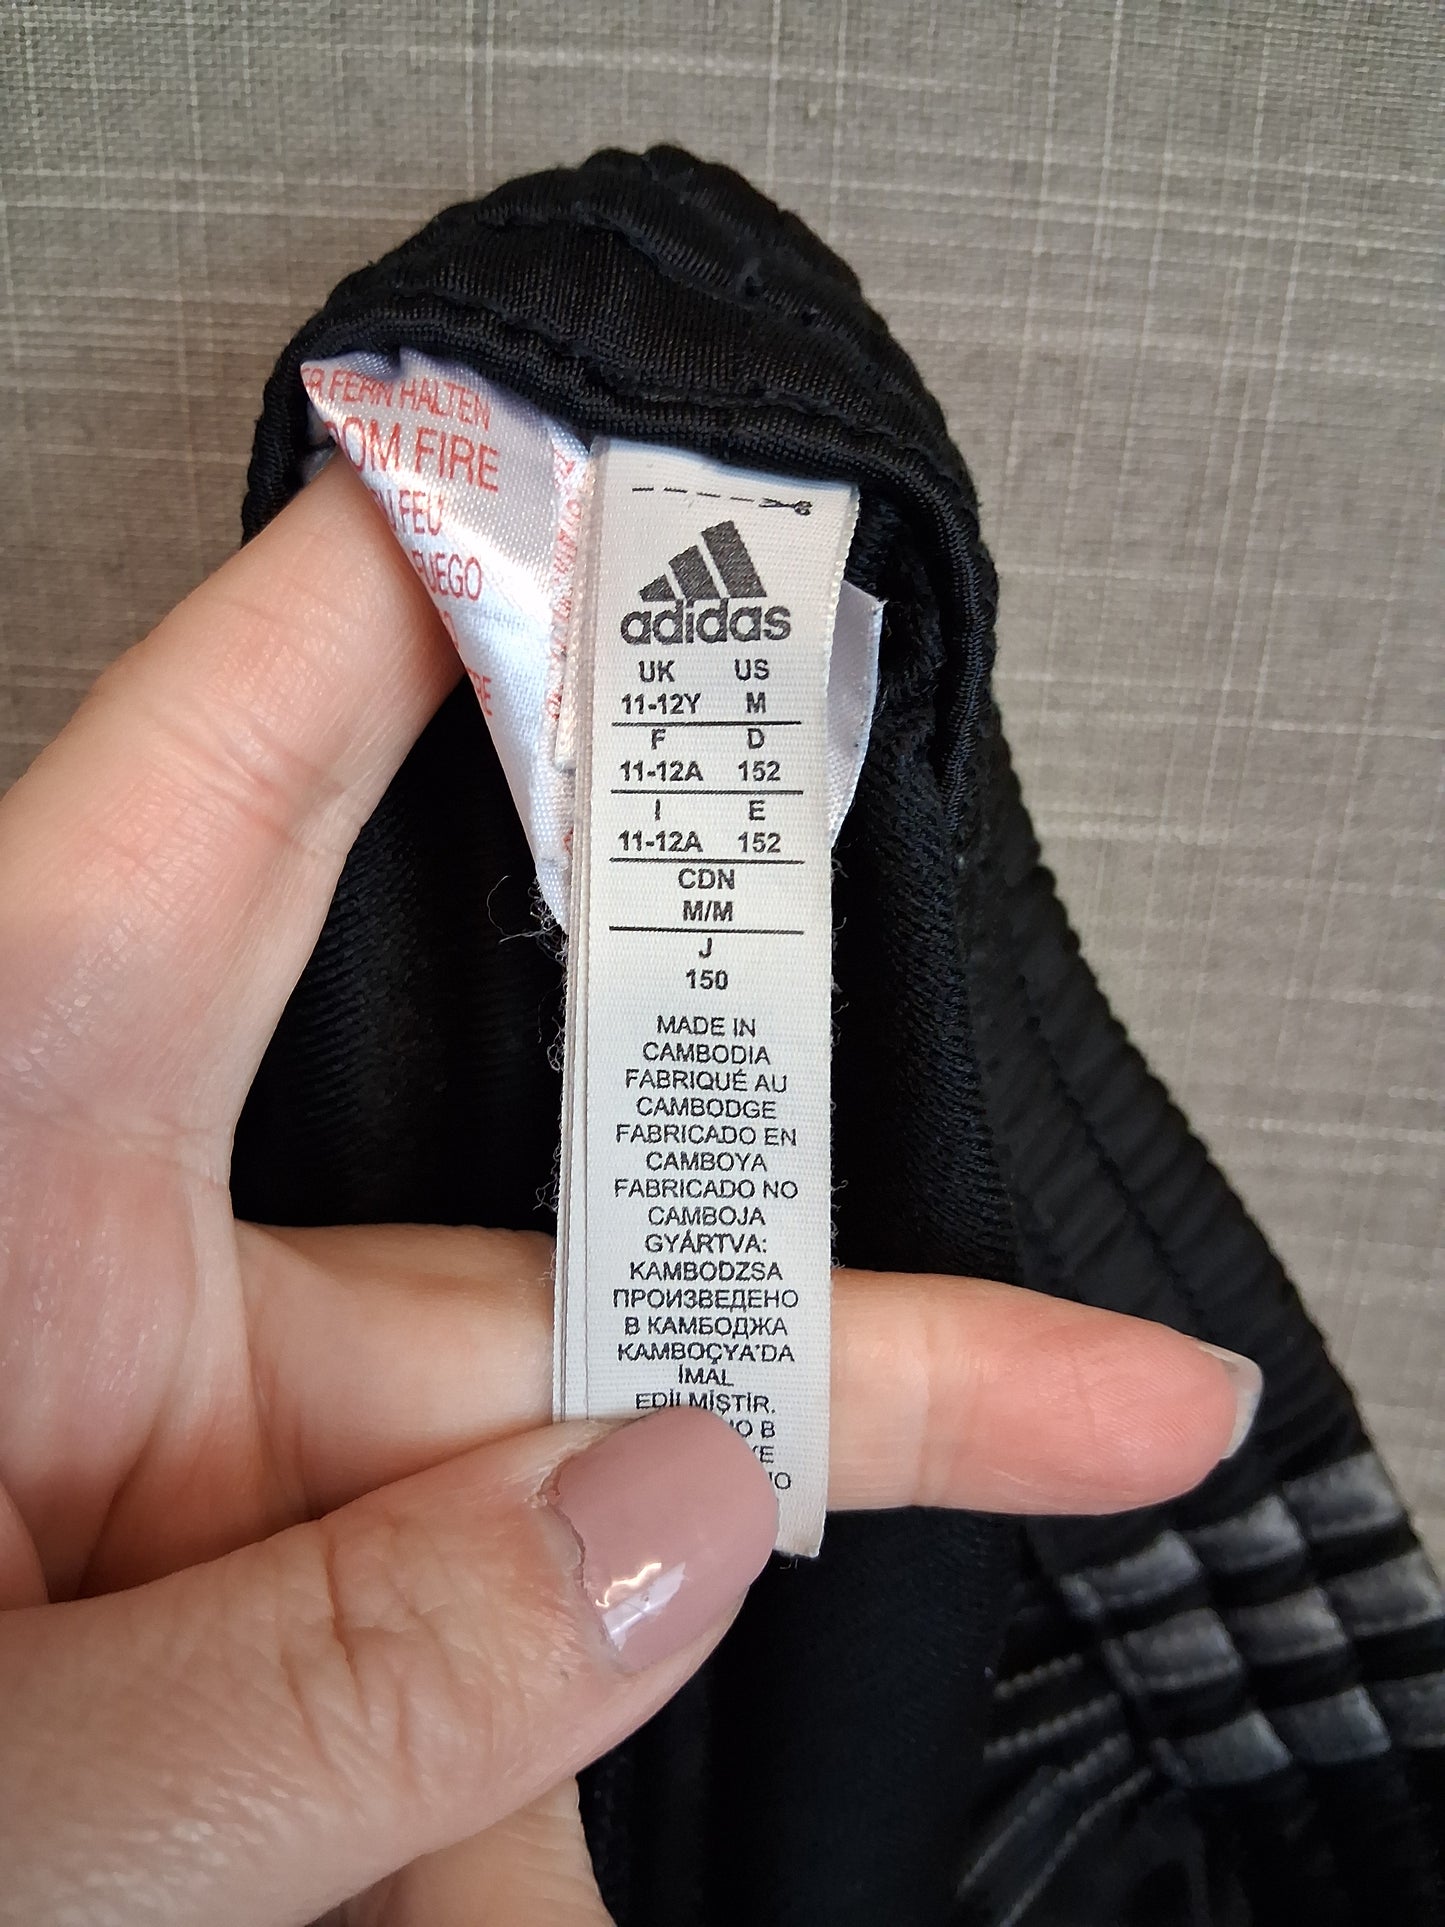 FERN HALTEN
FIRE
FEU
FUEGO
adidas
UK US
11-12Y M
F D
11-12A 152
I E
11-12A 152
CDN
M/M
J
150
MADE IN
CAMBODIA
FABRIQUÉ AU
CAMBODGE
FABRICADO EN
CAMBOYA
FABRICADO NO
CAMBOJA
GYÁRTVA:
KAMBODZSA
ПРОИЗВЕДЕНО
В КАМБОДЖА
KAMBOÇYA'DA
İMAL
EDİLMİŞTİR.